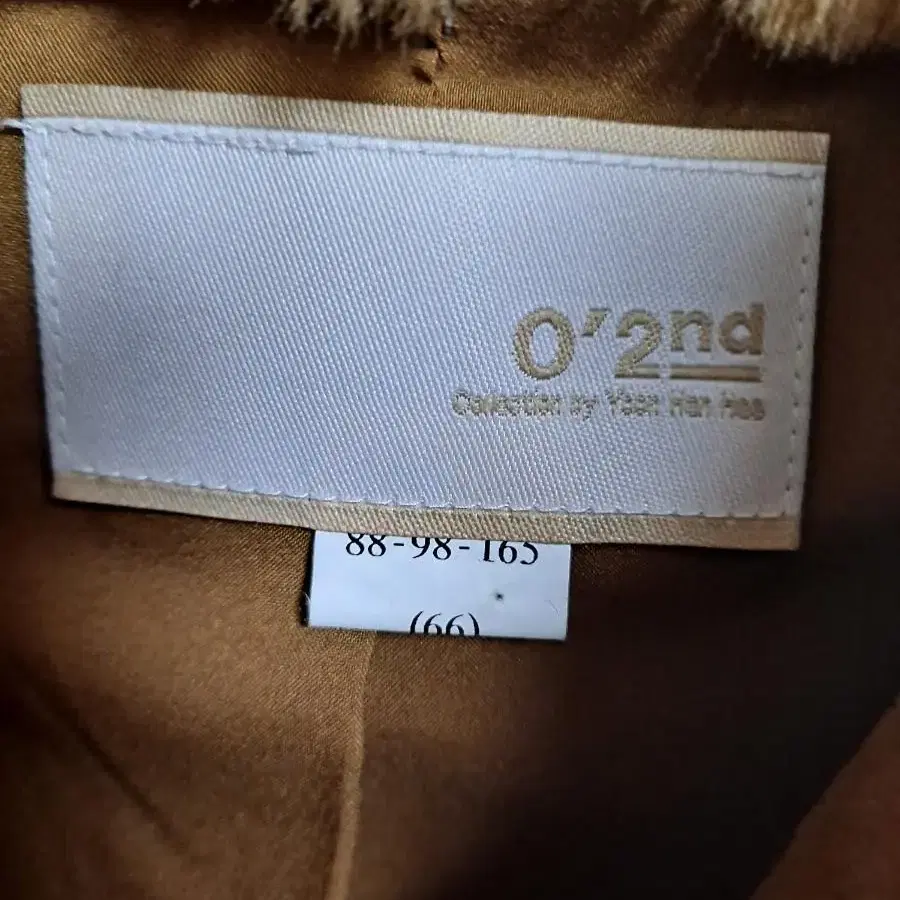 O'2nd
Collection by Yoon Han Hee
88-98-165
(66)